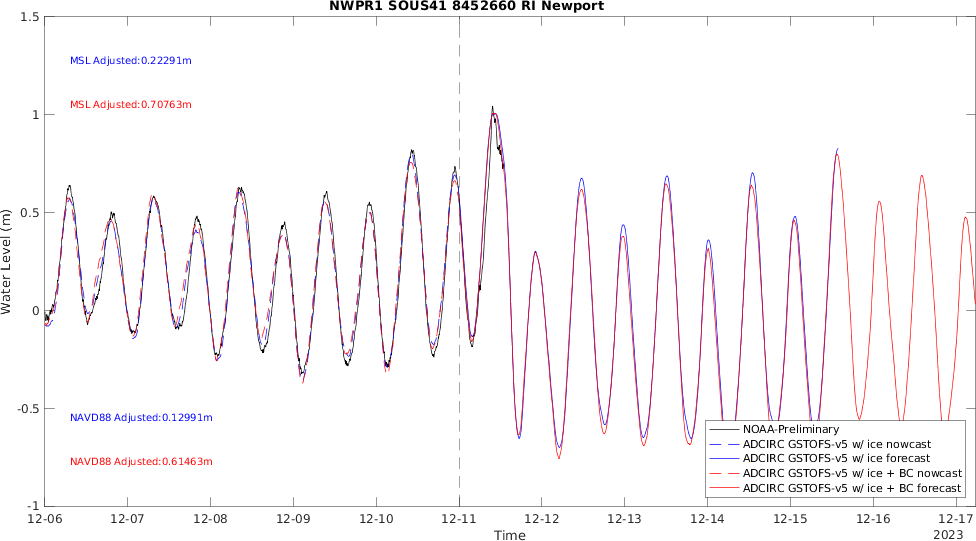 NWPR1 SOUS41 8452660 RI Newport
1.5
MSL Adjusted:0.22291m
MSL Adjusted:0.70763m
1
0.5
Water Level (m)
0
-0.5
NAVD88 Adjusted:0.12991m
NAVD88 Adjusted:0.61463m
NOAA-Preliminary
ADCIRC GSTOFS-v5 w/ ice nowcast
ADCIRC GSTOFS-v5 w/ ice forecast
ADCIRC GSTOFS-v5 w/ ice + BC nowcast
ADCIRC GSTOFS-v5 w/ ice + BC forecast
-1
12-06 12-07 12-08 12-09 12-10 12-11 12-12 12-13 12-14 12-15 12-16 12-17
Time
2023